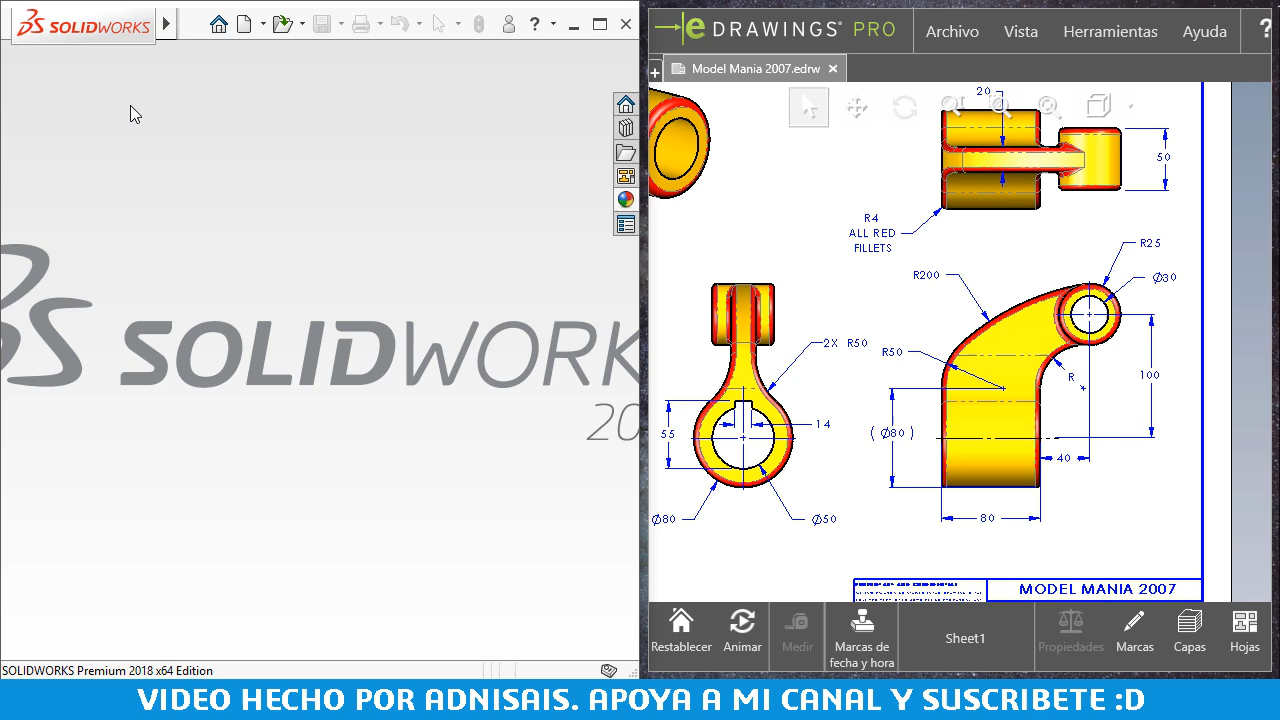 SOLIDWORKS
?
eDRAWINGS® PRO
Archivo
Vista
Herramientas
Ayuda
?
Model Mania 2007.edrw
20
50
R4
ALL RED
FILLETS
R25
R200
Ø30
2X R50
R50
R
100
55
14
( Ø80 )
40
Ø80
Ø50
80
SOLIDWORK
20
MODEL MANIA 2007
Restablecer
Animar
Medir
Marcas de
fecha y hora
Sheet1
Propiedades
Marcas
Capas
Hojas
SOLIDWORKS Premium 2018 x64 Edition
VIDEO HECHO POR ADNISAIS. APOYA A MI CANAL Y SUSCRIBETE :D